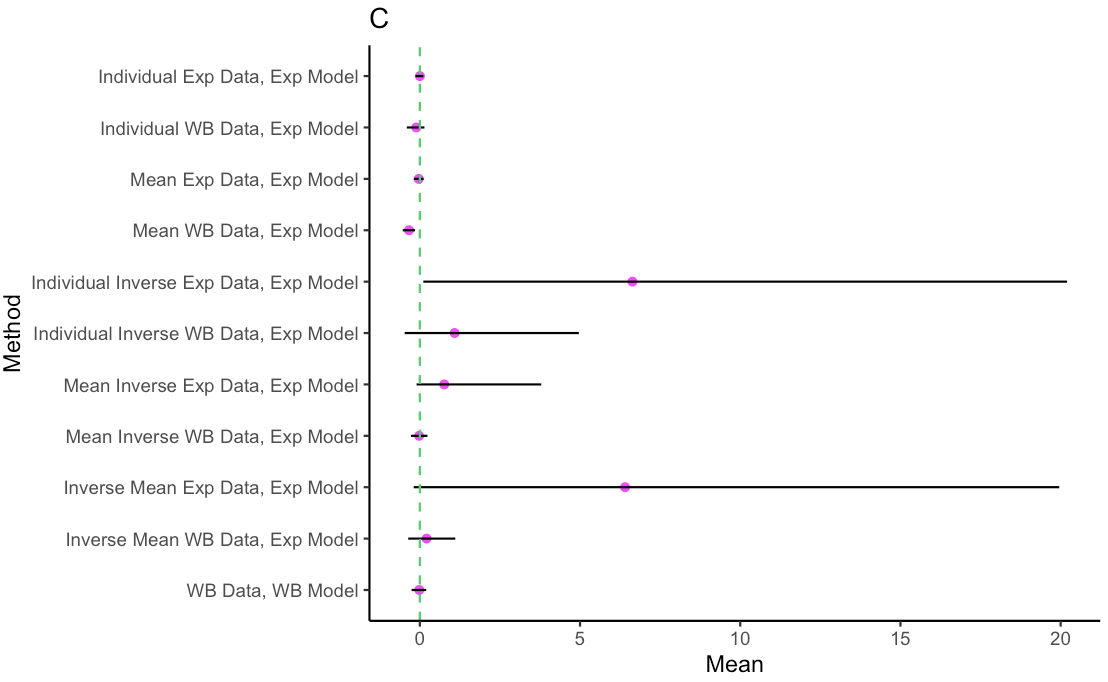 C
Method
Individual Exp Data, Exp Model
Individual WB Data, Exp Model
Mean Exp Data, Exp Model
Mean WB Data, Exp Model
Individual Inverse Exp Data, Exp Model
Individual Inverse WB Data, Exp Model
Mean Inverse Exp Data, Exp Model
Mean Inverse WB Data, Exp Model
Inverse Mean Exp Data, Exp Model
Inverse Mean WB Data, Exp Model
WB Data, WB Model
0 5 10 15 20
Mean